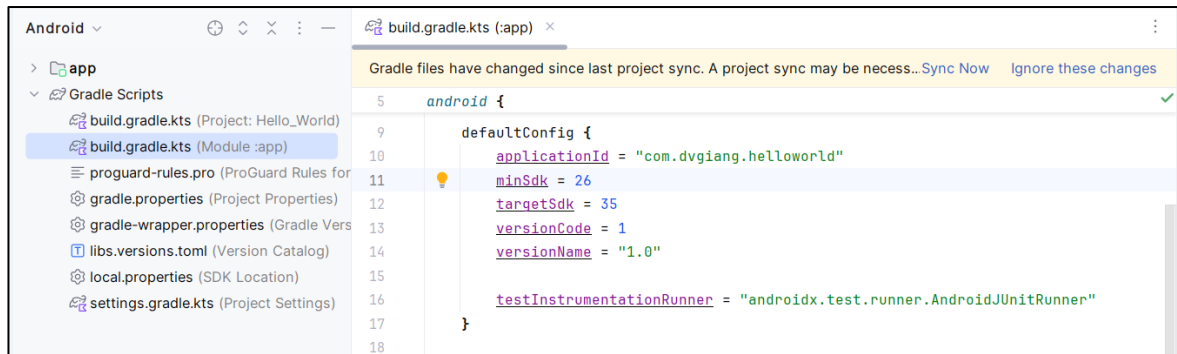 Android
app
Gradle Scripts
build.gradle.kts (Project: Hello_World)
build.gradle.kts (Module :app)
proguard-rules.pro (ProGuard Rules for
gradle.properties (Project Properties)
gradle-wrapper.properties (Gradle Vers
libs.versions.toml (Version Catalog)
local.properties (SDK Location)
settings.gradle.kts (Project Settings)
build.gradle.kts (:app)
Gradle files have changed since last project sync. A project sync may be necess... Sync Now Ignore these changes
5 android {
9 defaultConfig {
10 applicationId = "com.dvgiang.helloworld"
11 minSdk = 26
12 targetSdk = 35
13 versionCode = 1
14 versionName = "1.0"
15
16 testInstrumentationRunner = "androidx.test.runner.AndroidJUnitRunner"
17 }
18